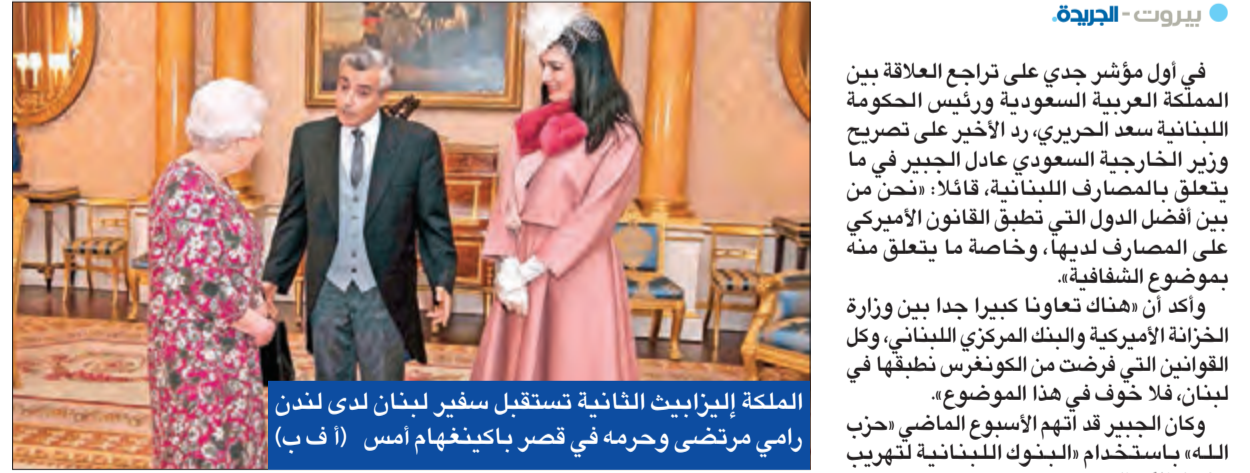 بيروت - الجريدة•
في أول مؤشر جدي على تراجع العلاقة بين
المملكة العربية السعودية ورئيس الحكومة
اللبنانية سعد الحريري، رد الأخير على تصريح
وزير الخارجية السعودي عادل الجبير في ما
يتعلق بالمصارف اللبنانية، قائلا: «نحن من
بين أفضل الدول التي تطبق القانون الأميركي
على المصارف لديها، وخاصة ما يتعلق منه
بموضوع الشفافية».
وأكد أن «هناك تعاونا كبيرا جدا بين وزارة
الخزانة الأميركية والبنك المركزي اللبناني، وكل
القوانين التي فرضت من الكونغرس نطبقها في
لبنان، فلا خوف في هذا الموضوع».
وكان الجبير قد اتهم الأسبوع الماضي «حزب
الله» باستخدام «البنوك اللبنانية لتهريب
الملكة إليزابيث الثانية تستقبل سفير لبنان لدى لندن
رامي مرتضى وحرمه في قصر باكينغهام أمس (أ ف ب)